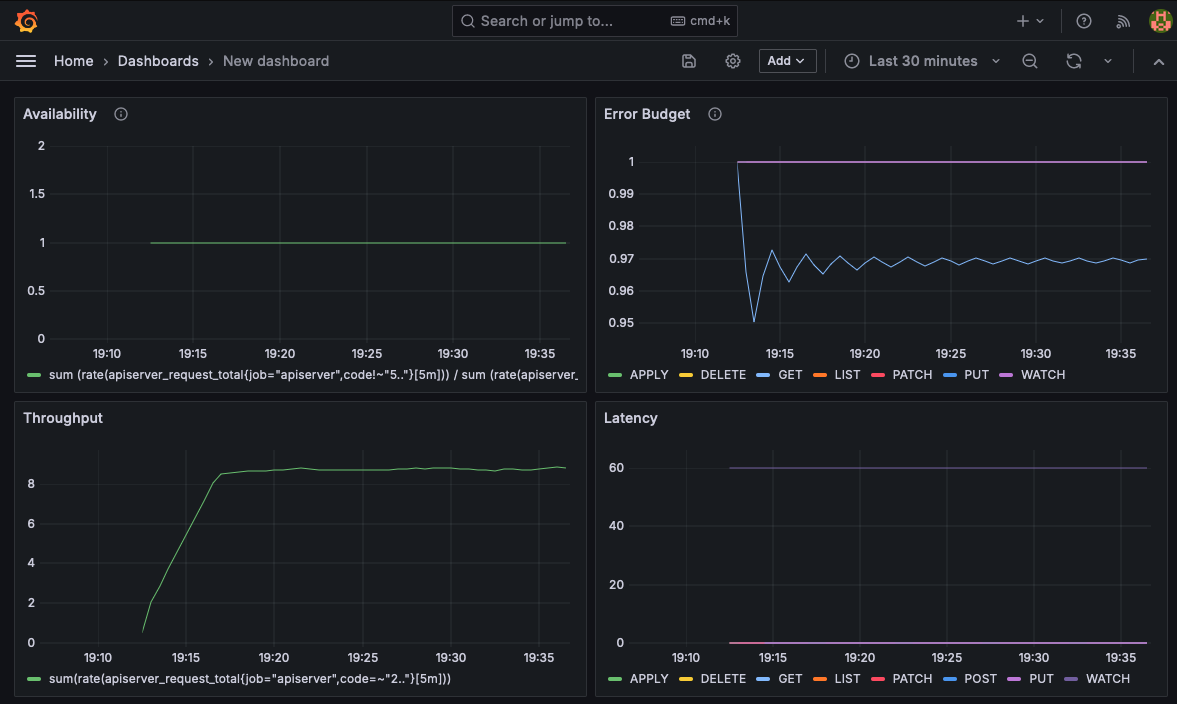 Search or jump to... cmd+k
Home › Dashboards › New dashboard
Add
Last 30 minutes
Availability
2
1.5
1
0.5
0
19:10 19:15 19:20 19:25 19:30 19:35
sum (rate(apiserver_request_total{job="apiserver",code!~"5.."}[5m])) / sum (rate(apiserver_
Error Budget
1
0.99
0.98
0.97
0.96
0.95
19:10 19:15 19:20 19:25 19:30 19:35
APPLY DELETE GET LIST PATCH PUT WATCH
Throughput
8
6
4
2
0
19:10 19:15 19:20 19:25 19:30 19:35
sum(rate(apiserver_request_total{job="apiserver",code=~"2.."}[5m]))
Latency
60
40
20
0
19:10 19:15 19:20 19:25 19:30 19:35
APPLY DELETE GET LIST PATCH POST PUT WATCH